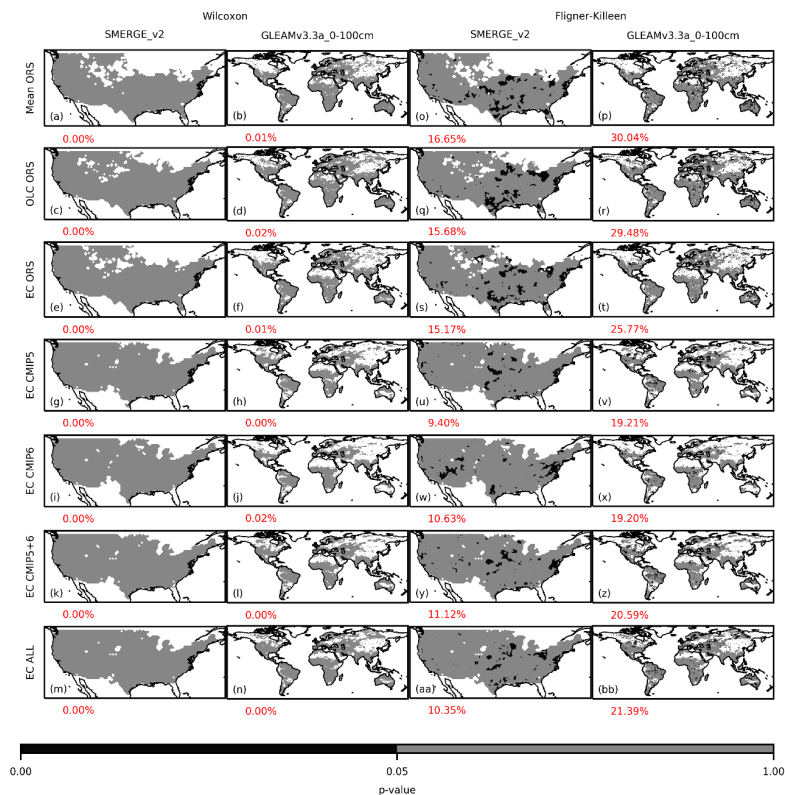 Wilcoxon Fligner-Killeen
SMERGE_v2 GLEAMv3.3a_0-100cm SMERGE_v2 GLEAMv3.3a_0-100cm
Mean ORS
(a) (b) (o) (p)
0.00% 0.01% 16.65% 30.04%
OLC ORS
(c) (d) (q) (r)
0.00% 0.02% 15.68% 29.48%
EC ORS
(e) (f) (s) (t)
0.00% 0.01% 15.17% 25.77%
EC CMIP5
(g) (h) (u) (v)
0.00% 0.00% 9.40% 19.21%
EC CMIP6
(i) (j) (w) (x)
0.00% 0.02% 10.63% 19.20%
EC CMIP5+6
(k) (l) (y) (z)
0.00% 0.00% 11.12% 20.59%
EC ALL
(m) (n) (aa) (bb)
0.00% 0.00% 10.35% 21.39%
0.00 0.05 1.00
p-value